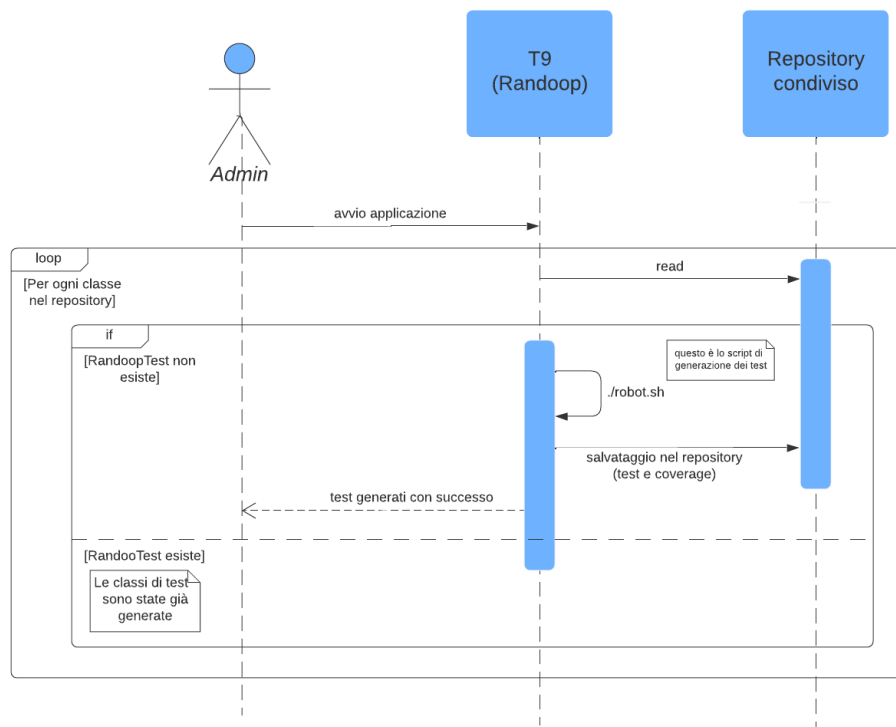 T9
(Randoop)
Repository
condiviso
Admin
avvio applicazione
loop
[Per ogni classe
nel repository]
read
if
[RandoopTest non
esiste]
questo è lo script di
generazione dei test
./robot.sh
salvataggio nel repository
(test e coverage)
test generati con successo
[RandooTest esiste]
Le classi di test
sono state già
generate